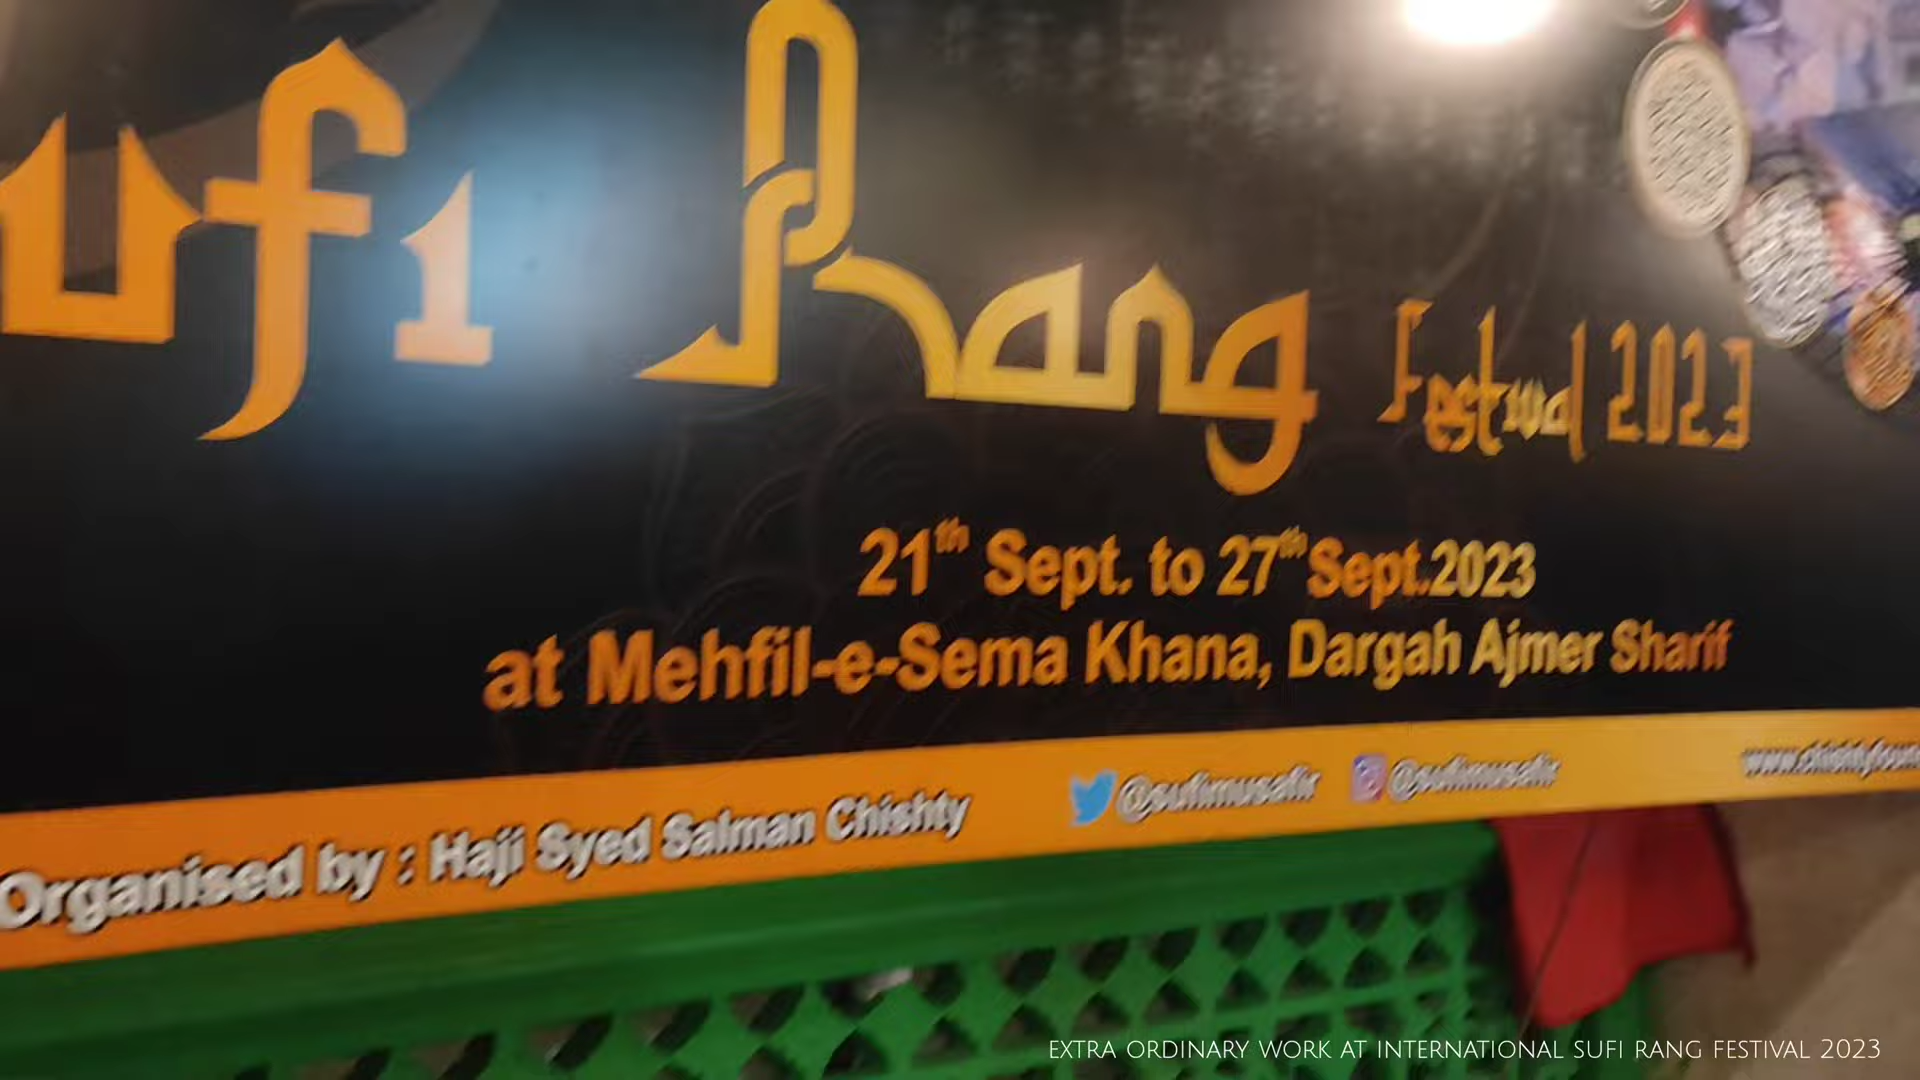 ufi Rang Festival 2023
21th Sept. to 27th Sept.2023
at Mehfil-e-Sema Khana, Dargah Ajmer Sharif
Organised by : Haji Syed Salman Chishty @sufimusafir @sufimusafir www.chishtyfoun
EXTRA ORDINARY WORK AT INTERNATIONAL SUFI RANG FESTIVAL 2023